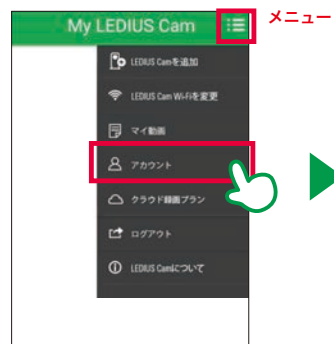 My LEDIUS Cam
メニュー
LEDIUS Camを追加
LEDIUS Cam Wi-Fiを変更
マイ動画
アカウント
クラウド録画プラン
ログアウト
LEDIUS Camについて